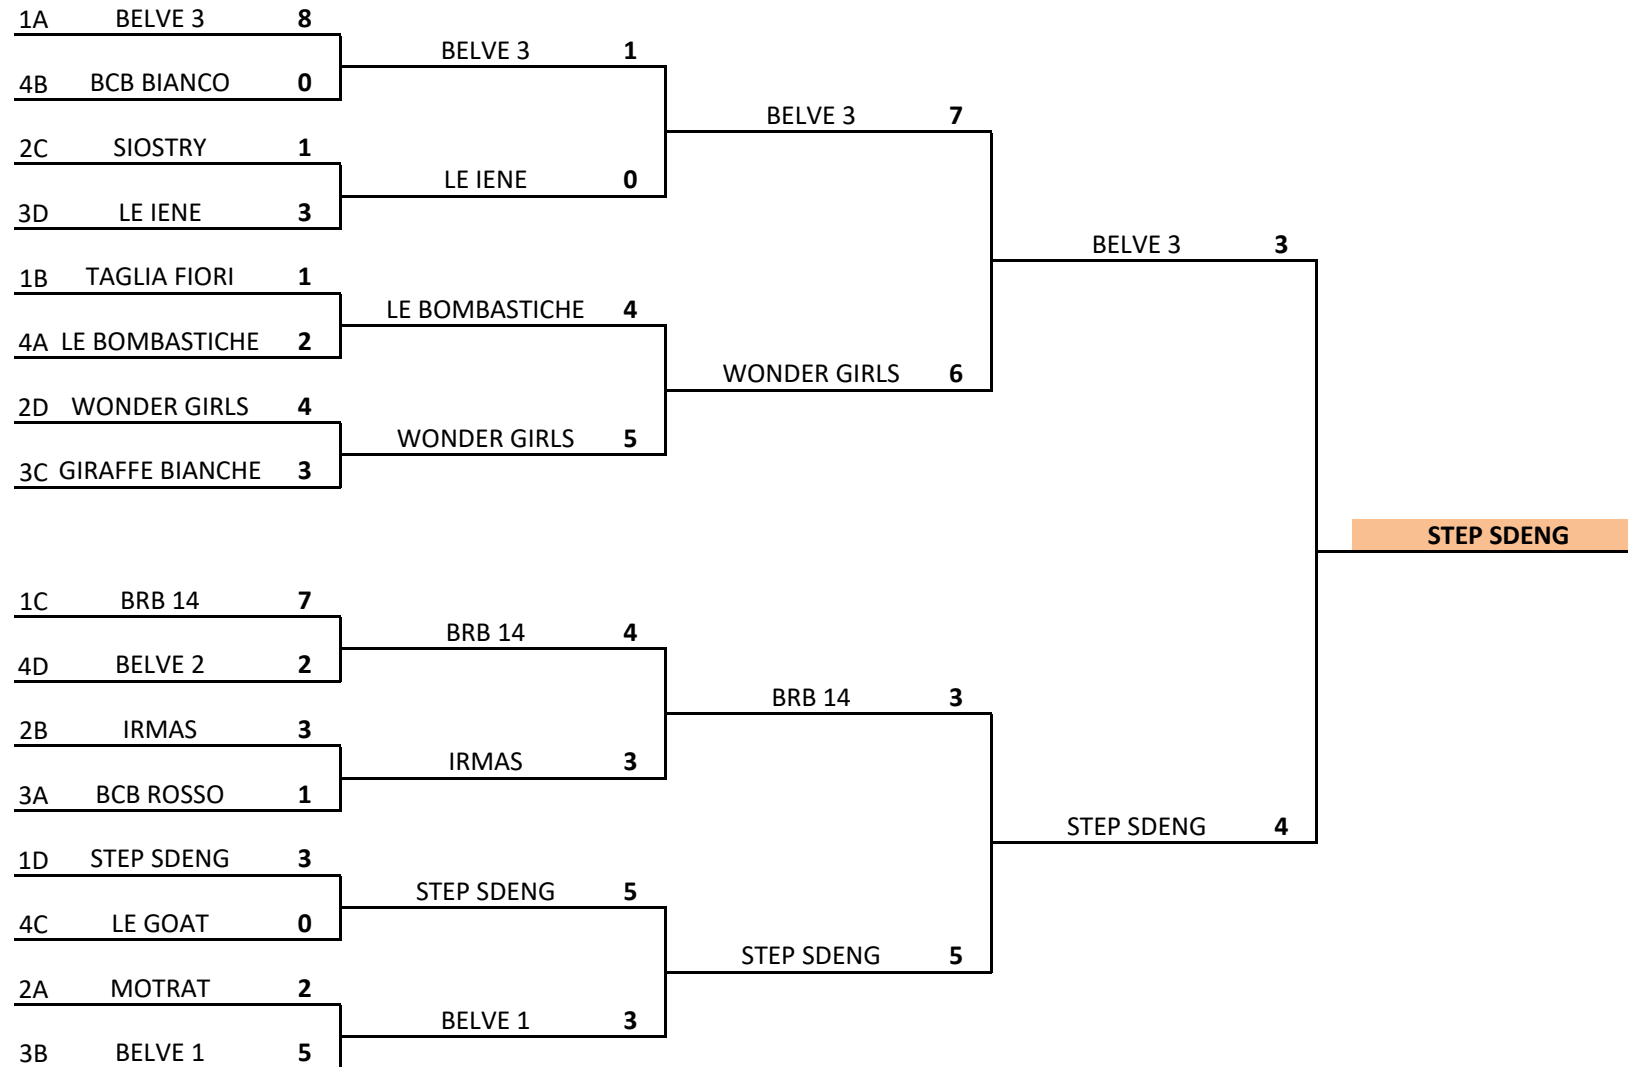 1A BELVE 3 8
BELVE 3 1
4B BCB BIANCO 0
BELVE 3 7
2C SIOSTRY 1
LE IENE 0
3D LE IENE 3
BELVE 3 3
1B TAGLIA FIORI 1
LE BOMBASTICHE 4
4A LE BOMBASTICHE 2
WONDER GIRLS 6
2D WONDER GIRLS 4
WONDER GIRLS 5
3C GIRAFFE BIANCHE 3
STEP SDENG
1C BRB 14 7
BRB 14 4
4D BELVE 2 2
BRB 14 3
2B IRMAS 3
IRMAS 3
3A BCB ROSSO 1
STEP SDENG 4
1D STEP SDENG 3
STEP SDENG 5
4C LE GOAT 0
STEP SDENG 5
2A MOTRAT 2
BELVE 1 3
3B BELVE 1 5